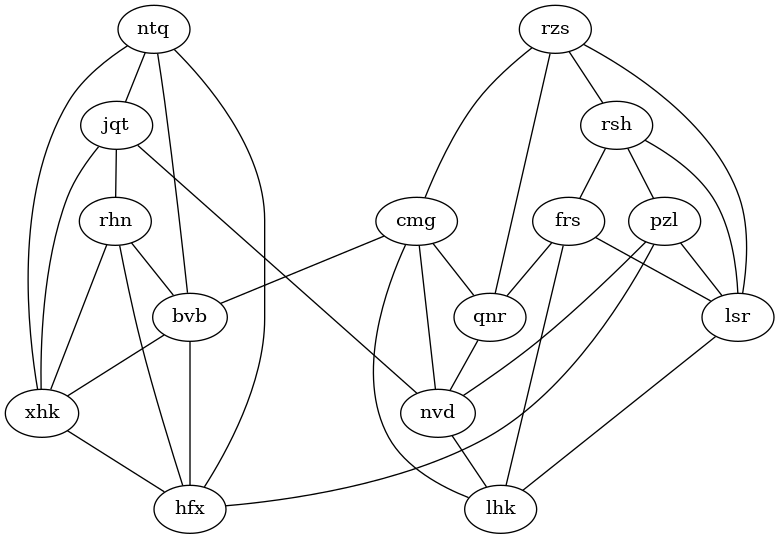 ntq rzs
jqt rsh
rhn cmg frs pzl
bvb qnr lsr
xhk nvd
hfx lhk